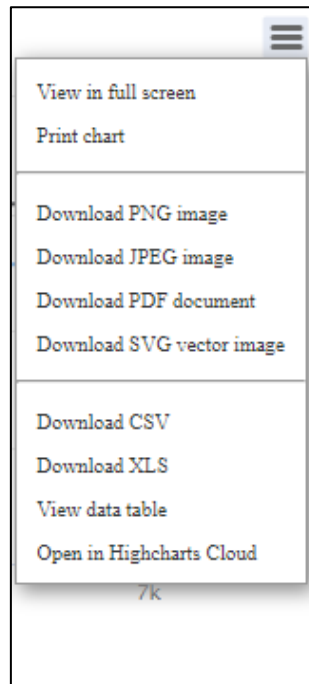 View in full screen
Print chart
Download PNG image
Download JPEG image
Download PDF document
Download SVG vector image
Download CSV
Download XLS
View data table
Open in Highcharts Cloud
7k